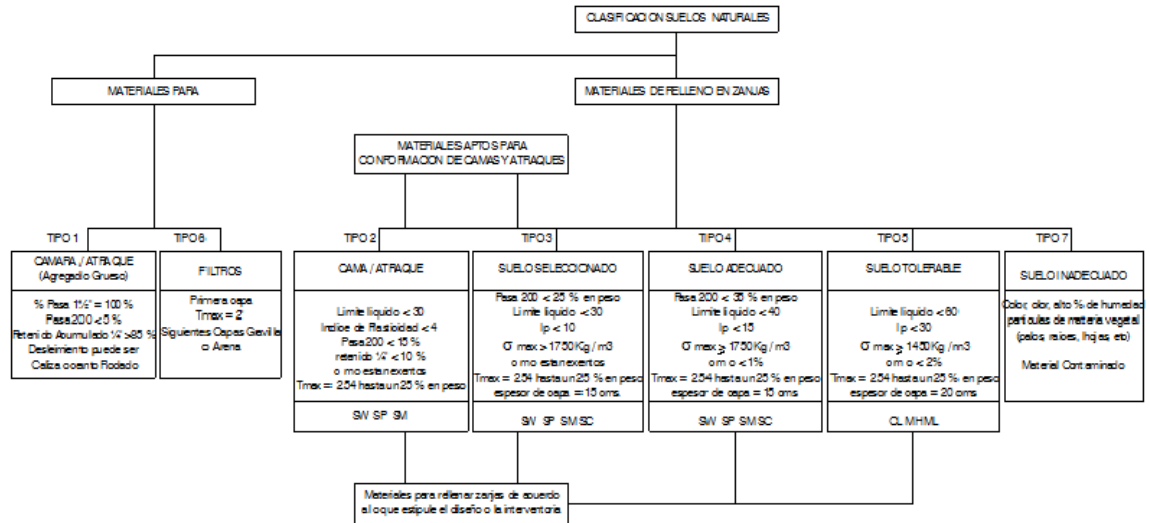 CLASIFICACION SUELOS NATURALES
MATERIALES PARA
MATERIALES DE RELLENO EN ZANJAS
MATERIALES APTOS PARA
CONFORMACION DE CAMAS Y ATRAQUES
TIPO 1
CAMARA / ATRAQUE
(Agregado Grueso)
% Pasa 1½" = 100 %
Pasa 200 < 5 %
Retenido Acumulado ¼" > 85 %
Desleimiento puede ser
Caliza o canto Rodado
TIPO 6
FILTROS
Primera capa
Tmax = 2"
Siguientes Capas Gravilla
o Arena
TIPO 2
CAMA / ATRAQUE
Limite liquido < 30
Indice de Plasticidad < 4
Pasa 200 < 15 %
retenido ¼" < 10 %
o mo estan exentos
Tmax = 2.54 hasta un 25 % en peso
SW SP SM
TIPO 3
SUELO SELECCIONADO
Pasa 200 < 25 % en peso
Limite liquido < 30
Ip < 10
σ max > 1750 Kg / m3
o mo estan exentos
Tmax = 2.54 hasta un 25 % en peso
espesor de capa = 15 cms.
SW SP SM SC
TIPO 4
SUELO ADECUADO
Pasa 200 < 35 % en peso
Limite liquido < 40
Ip < 15
σ max ≥ 1750 Kg / m3
o m o < 1%
Tmax = 2.54 hasta un 25 % en peso
espesor de capa = 15 cms
SW SP SM SC
TIPO 5
SUELO TOLERABLE
Limite liquido < 60
Ip < 30
σ max ≥ 1450 Kg / m3
o m o < 2%
Tmax = 2.54 hasta un 25 % en peso
espesor de capa = 20 cms
CL MH ML
TIPO 7
SUELO INADECUADO
Color, olor, alto % de humedad
partículas de materia vegetal
(palos, raíces, hojas, etc)
Material Contaminado
Materiales para rellenar zanjas de acuerdo
al o que estipule el diseño o la interventoria